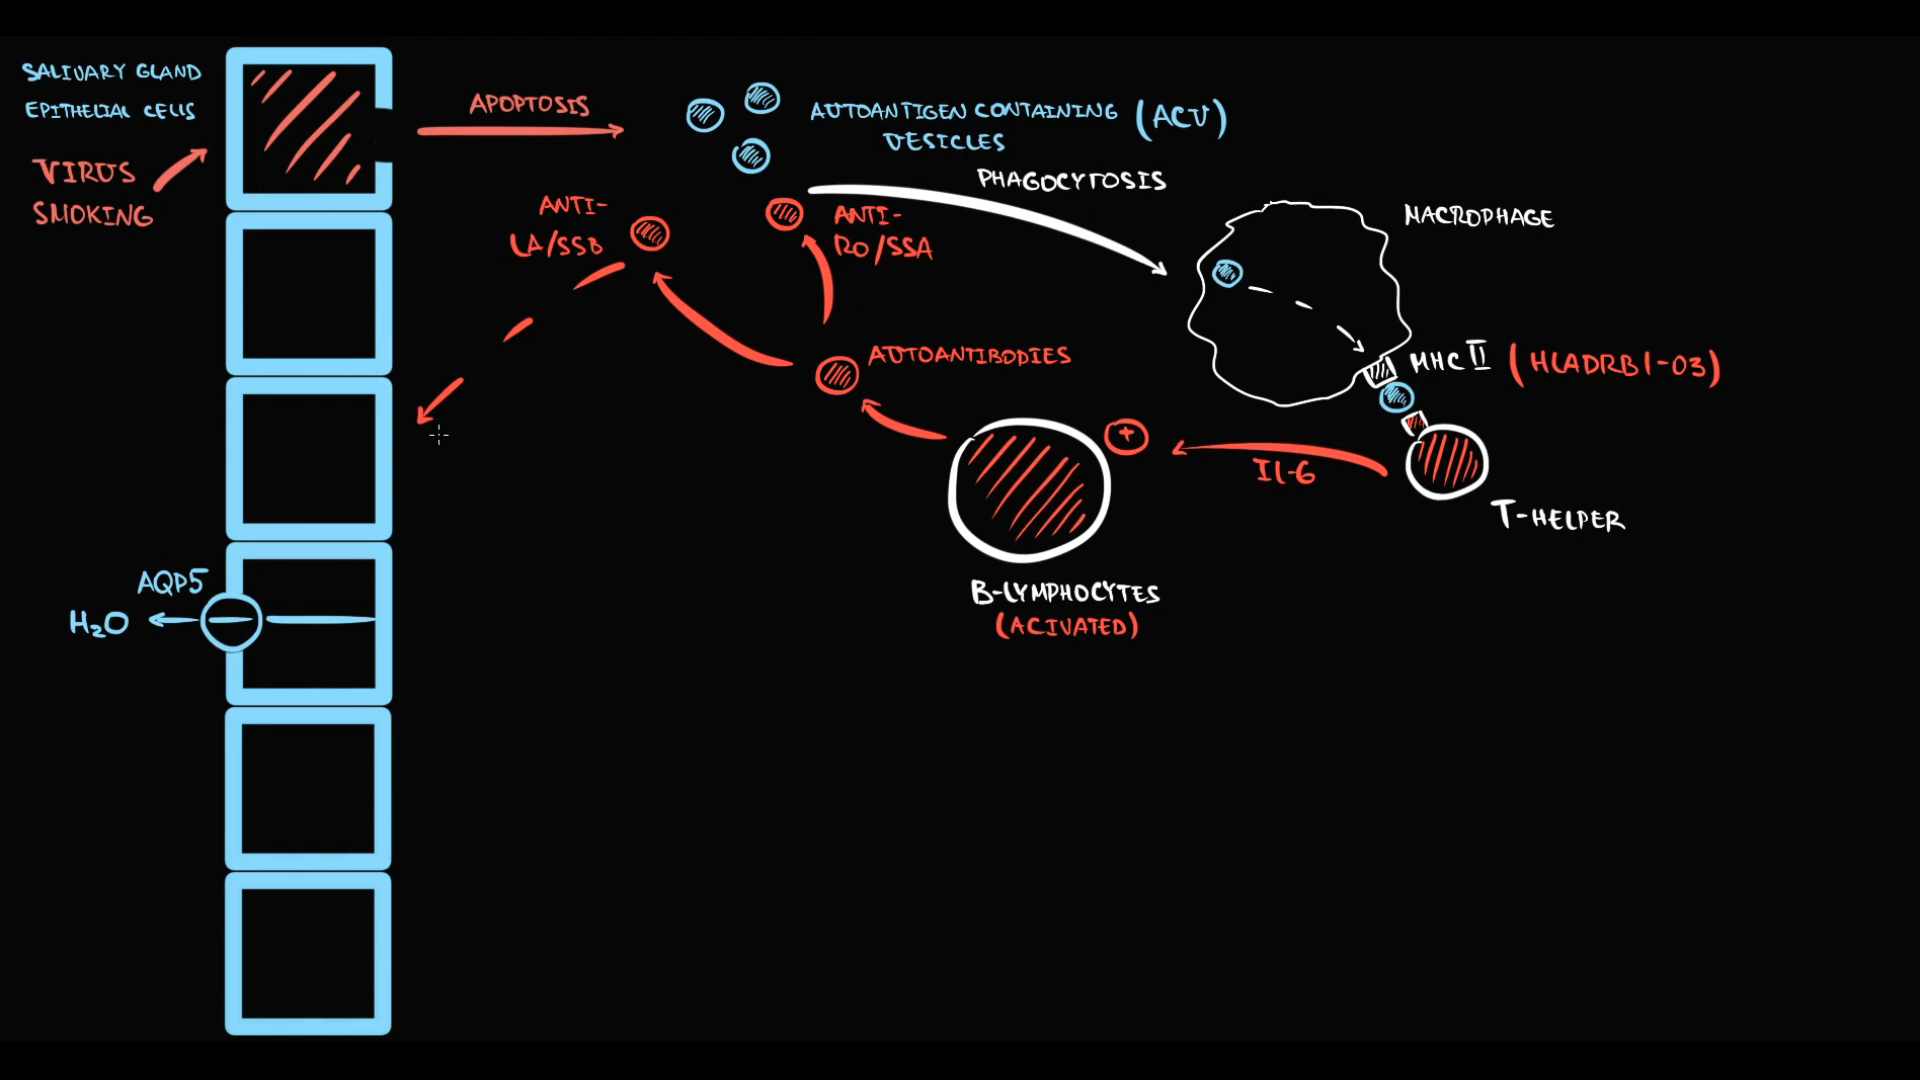 SALIVARY GLAND
EPITHELIAL CELLS
VIRUS
SMOKING
APOPTOSIS
AUTOANTIGEN CONTAINING (ACV)
VESICLES
PHAGOCYTOSIS
MACROPHAGE
ANTI-
LA/SSB
ANTI-
RO/SSA
AUTOANTIBODIES
MHC II (HLADRB1-03)
+
IL-6
T-HELPER
B-LYMPHOCYTES
(ACIVATED)
AQP5
H₂O